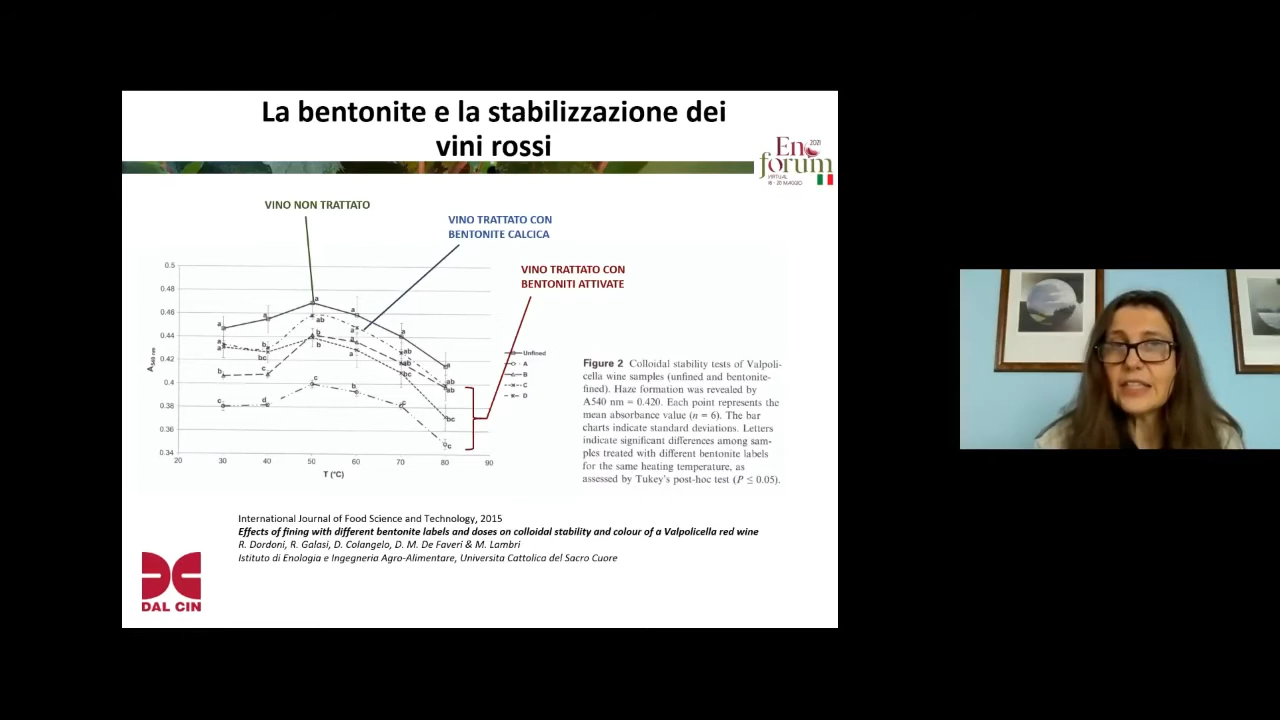 La bentonite e la stabilizzazione dei
vini rossi
En
2021
forum
VIRTUAL
18 - 20 MAGGIO
VINO NON TRATTATO
VINO TRATTATO CON
BENTONITE CALCICA
VINO TRATTATO CON
BENTONITI ATTIVATE
0.5
0.48
0.46
0.44
0.42
0.4
0.38
0.36
0.34
A540 nm
20 30 40 50 60 70 80 90
T (°C)
Unfined
A
B
C
D
Figure 2 Colloidal stability tests of Valpoli-
cella wine samples (unfined and bentonite-
fined). Haze formation was revealed by
A540 nm = 0.420. Each point represents the
mean absorbance value (n = 6). The bar
charts indicate standard deviations. Letters
indicate significant differences among sam-
ples treated with different bentonite labels
for the same heating temperature, as
assessed by Tukey's post-hoc test (P ≤ 0.05).
International Journal of Food Science and Technology, 2015
Effects of fining with different bentonite labels and doses on colloidal stability and colour of a Valpolicella red wine
R. Dordoni, R. Galasi, D. Colangelo, D. M. De Faveri & M. Lambri
Istituto di Enologia e Ingegneria Agro-Alimentare, Universita Cattolica del Sacro Cuore
DAL CIN